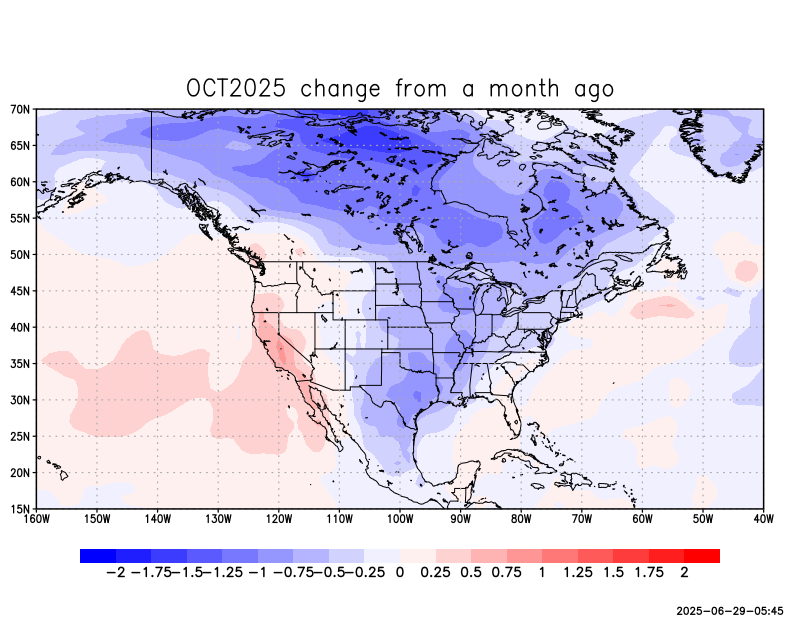 OCT2025 change from a month ago
70N
65N
60N
55N
50N
45N
40N
35N
30N
25N
20N
15N
160W 150W 140W 130W 120W 110W 100W 90W 80W 70W 60W 50W 40W
-2 -1.75 -1.5 -1.25 -1 -0.75 -0.5 -0.25 0 0.25 0.5 0.75 1 1.25 1.5 1.75 2
2025-06-29-05:45